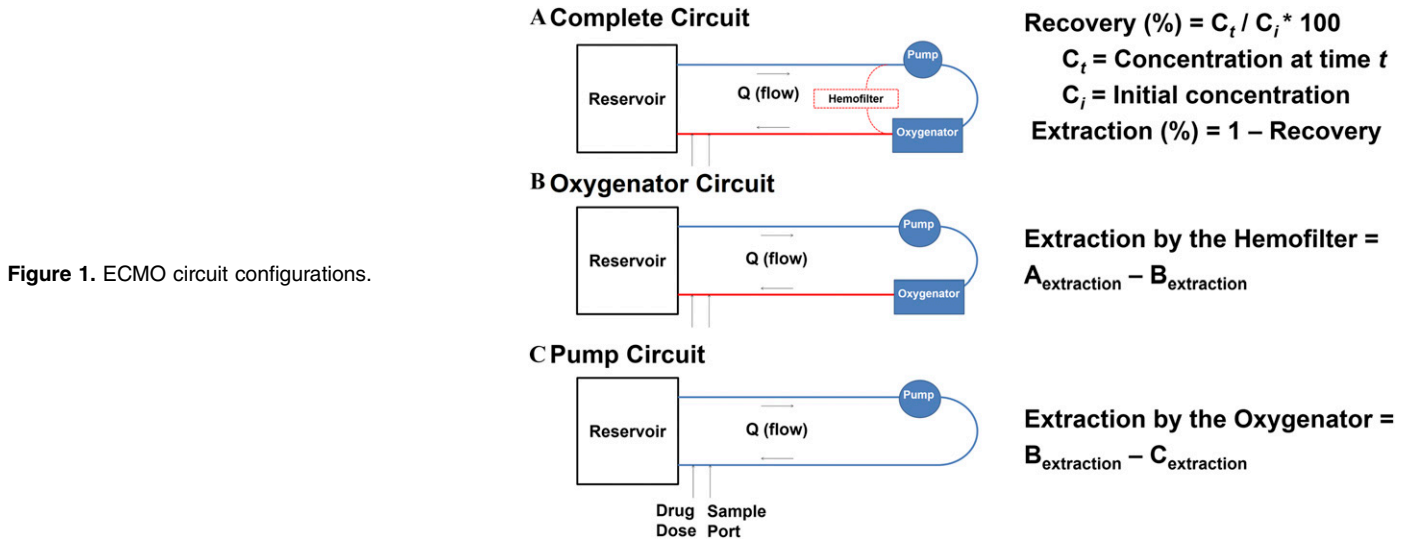 Figure 1. ECMO circuit configurations.
A Complete Circuit
Reservoir
Q (flow)
Hemofilter
Pump
Oxygenator
Recovery (%) = Ct / Ci * 100
Ct = Concentration at time t
Ci = Initial concentration
Extraction (%) = 1 – Recovery
B Oxygenator Circuit
Reservoir
Q (flow)
Pump
Oxygenator
Extraction by the Hemofilter =
Aextraction – Bextraction
C Pump Circuit
Reservoir
Q (flow)
Pump
Drug Sample
Dose Port
Extraction by the Oxygenator =
Bextraction – Cextraction